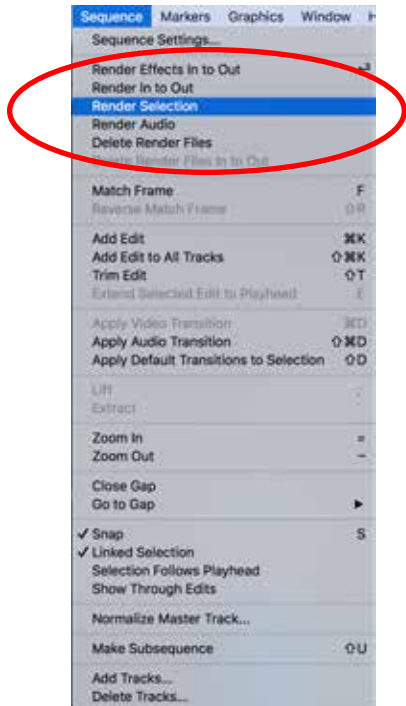 Sequence Markers Graphics Window H
Sequence Settings...
Render Effects In to Out ⏎
Render In to Out
Render Selection
Render Audio
Delete Render Files
Delete Render Files In to Out
Match Frame F
Reverse Match Frame ⇧R
Add Edit ⌘K
Add Edit to All Tracks ⇧⌘K
Trim Edit ⇧T
Extend Selected Edit to Playhead E
Apply Video Transition ⌘D
Apply Audio Transition ⇧⌘D
Apply Default Transitions to Selection ⇧D
Lift ;
Extract '
Zoom In =
Zoom Out -
Close Gap
Go to Gap ▶
✓ Snap S
✓ Linked Selection
Selection Follows Playhead
Show Through Edits
Normalize Master Track...
Make Subsequence ⇧U
Add Tracks...
Delete Tracks...